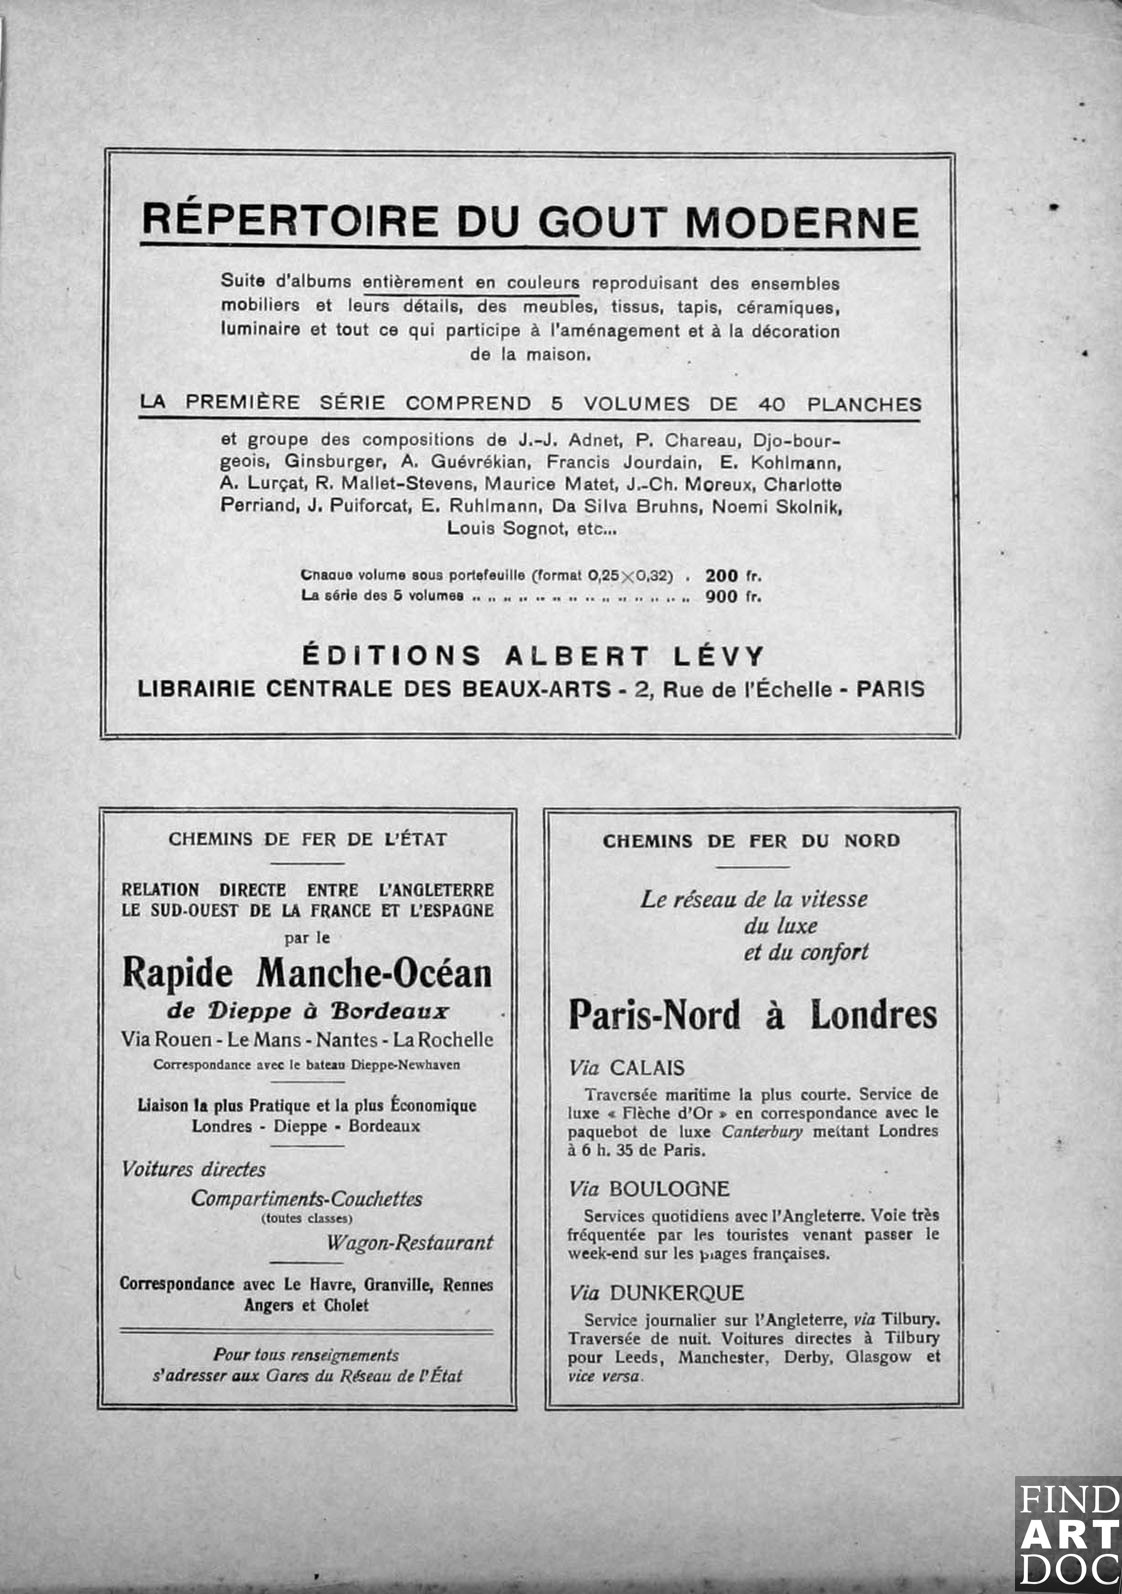 RÉPERTOIRE DU GOUT MODERNE
Suite d'albums entièrement en couleurs reproduisant des ensembles
mobiliers et leurs détails, des meubles, tissus, tapis, céramiques,
luminaire et tout ce qui participe à l'aménagement et à la décoration
de la maison.
LA PREMIÈRE SÉRIE COMPREND 5 VOLUMES DE 40 PLANCHES
et groupe des compositions de J.-J. Adnet, P. Chareau, Djo-bour-
geois, Ginsburger, A. Guévrékian, Francis Jourdain, E. Kohlmann,
A. Lurçat, R. Mallet-Stevens, Maurice Matet, J.-Ch. Moreux, Charlotte
Perriand, J. Puiforcat, E. Ruhlmann, Da Silva Bruhns, Noemi Skolnik,
Louis Sognot, etc...
Chaque volume sous portefeuille (format 0,25×0,32) . 200 fr.
La série des 5 volumes .. .. .. .. .. .. .. .. .. .. .. .. .. .. 900 fr.
ÉDITIONS ALBERT LÉVY
LIBRAIRIE CENTRALE DES BEAUX-ARTS - 2, Rue de l'Échelle - PARIS
CHEMINS DE FER DE L'ÉTAT
RELATION DIRECTE ENTRE L'ANGLETERRE
LE SUD-OUEST DE LA FRANCE ET L'ESPAGNE
par le
Rapide Manche-Océan
de Dieppe à Bordeaux
Via Rouen - Le Mans - Nantes - La Rochelle
Correspondance avec le bateau Dieppe-Newhaven
Liaison la plus Pratique et la plus Économique
Londres - Dieppe - Bordeaux
Voitures directes
Compartiments-Couchettes
(toutes classes)
Wagon-Restaurant
Correspondance avec Le Havre, Granville, Rennes
Angers et Cholet
Pour tous renseignements
s'adresser aux Gares du Réseau de l'État
CHEMINS DE FER DU NORD
Le réseau de la vitesse
du luxe
et du confort
Paris-Nord à Londres
Via CALAIS
Traversée maritime la plus courte. Service de
luxe « Flèche d'Or » en correspondance avec le
paquebot de luxe Canterbury mettant Londres
à 6 h. 35 de Paris.
Via BOULOGNE
Services quotidiens avec l'Angleterre. Voie très
fréquentée par les touristes venant passer le
week-end sur les plages françaises.
Via DUNKERQUE
Service journalier sur l'Angleterre, via Tilbury.
Traversée de nuit. Voitures directes à Tilbury
pour Leeds, Manchester, Derby, Glasgow et
vice versa.
FIND
ART
DOC